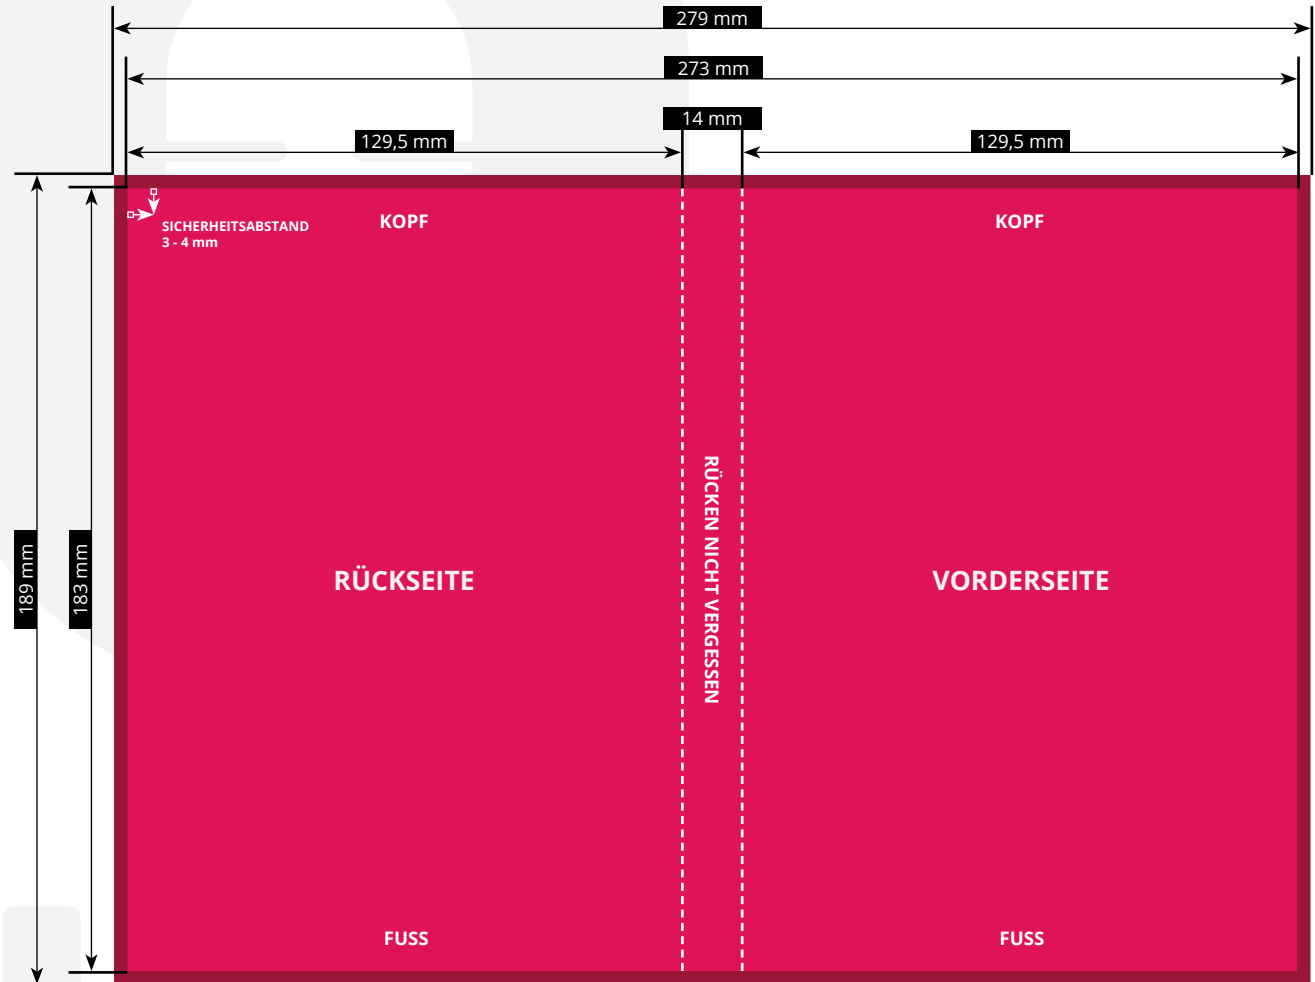 279 mm
273 mm
14 mm
129,5 mm
129,5 mm
SICHERHEITSABSTAND
3 - 4 mm
KOPF
KOPF
189 mm
183 mm
RÜCKSEITE
RÜCKEN NICHT VERGESSEN
VORDERSEITE
FUSS
FUSS